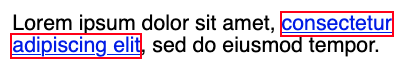 Lorem ipsum dolor sit amet, consectetur
adipiscing elit, sed do eiusmod tempor.